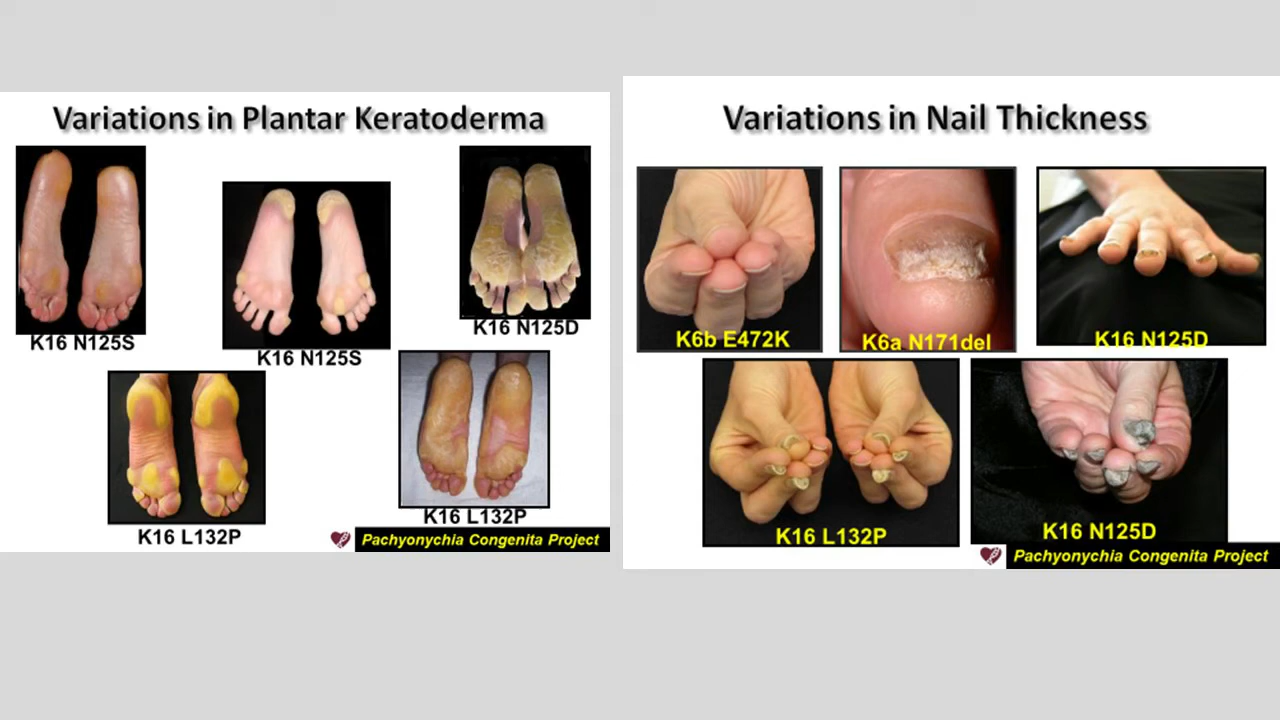 Variations in Plantar Keratoderma
K16 N125S
K16 N125S
K16 N125D
K16 L132P
K16 L132P
Pachyonychia Congenita Project
Variations in Nail Thickness
K6b E472K
K6a N171del
K16 N125D
K16 L132P
K16 N125D
Pachyonychia Congenita Project